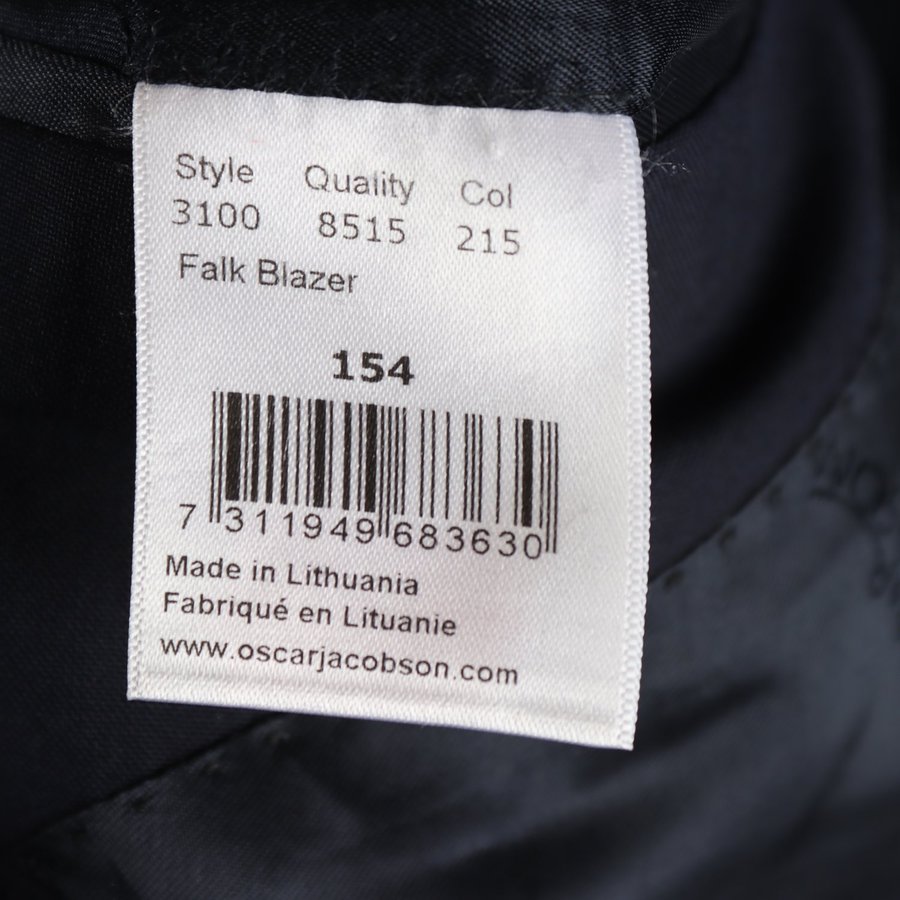 Style Quality Col
3100 8515 215
Falk Blazer
154
7 311949 683630
Made in Lithuania
Fabriqué en Lituanie
www.oscarjacobson.com